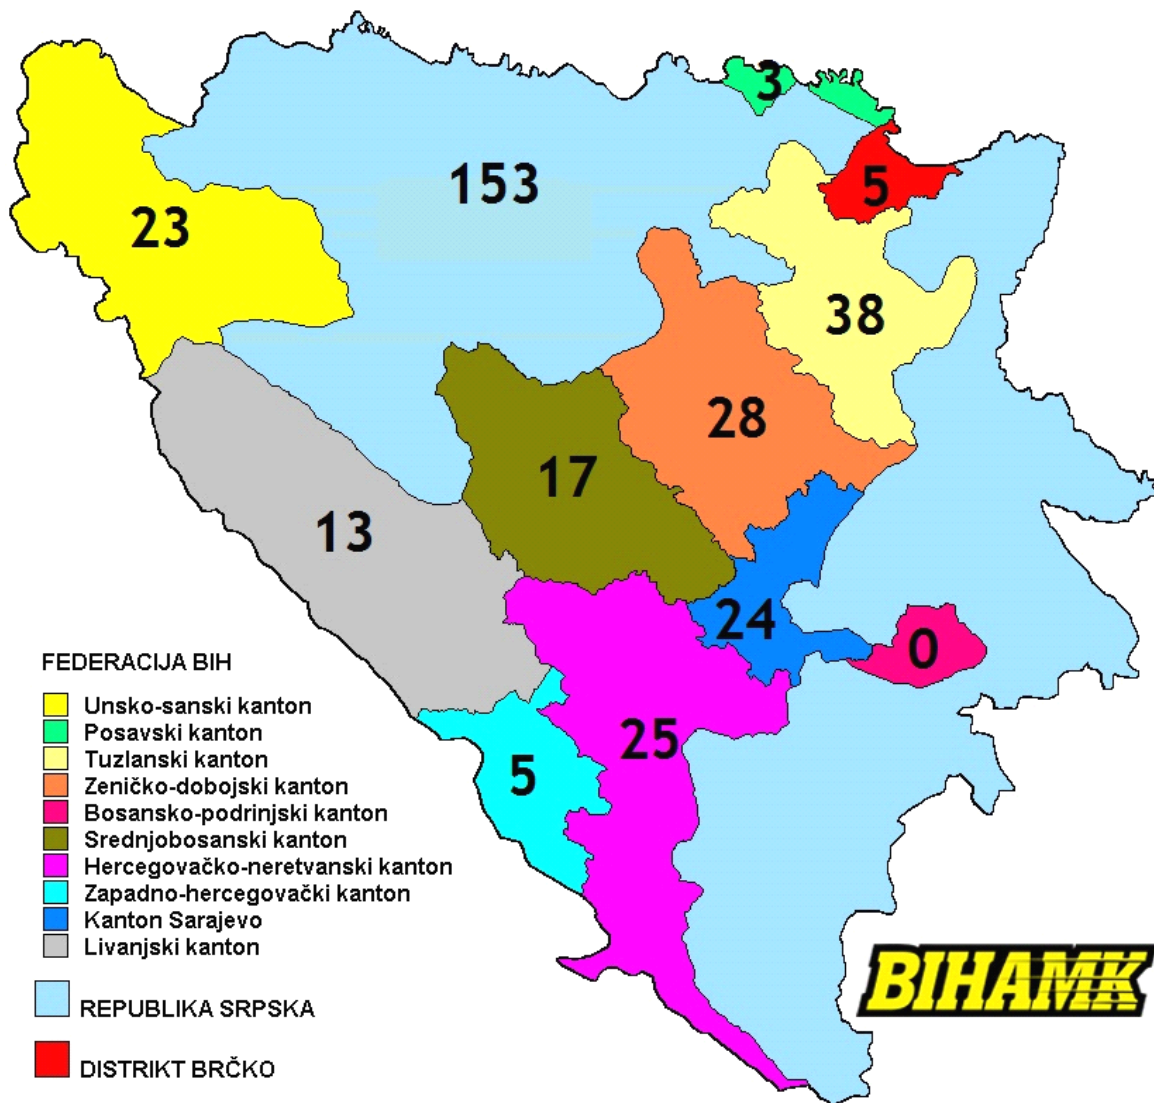 3
153
5
23
38
28
17
13
24
0
25
5
FEDERACIJA BIH
Unsko-sanski kanton
Posavski kanton
Tuzlanski kanton
Zeničko-dobojski kanton
Bosansko-podrinjski kanton
Srednjobosanski kanton
Hercegovačko-neretvanski kanton
Zapadno-hercegovački kanton
Kanton Sarajevo
Livanjski kanton
REPUBLIKA SRPSKA
DISTRIKT BRČKO
BIHAMK